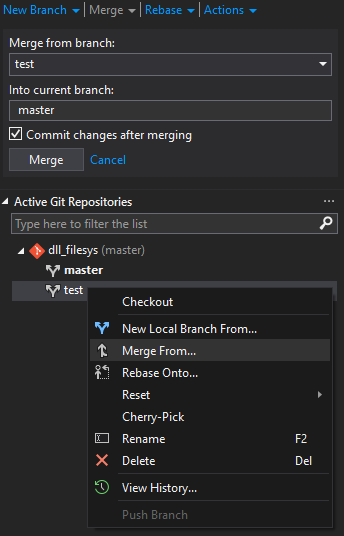 New Branch | Merge | Rebase | Actions
Merge from branch:
test
Into current branch:
master
Commit changes after merging
Merge Cancel
Active Git Repositories ...
Type here to filter the list
dll_filesys (master)
master
test
Checkout
New Local Branch From...
Merge From...
Rebase Onto...
Reset
Cherry-Pick
Rename F2
Delete Del
View History...
Push Branch